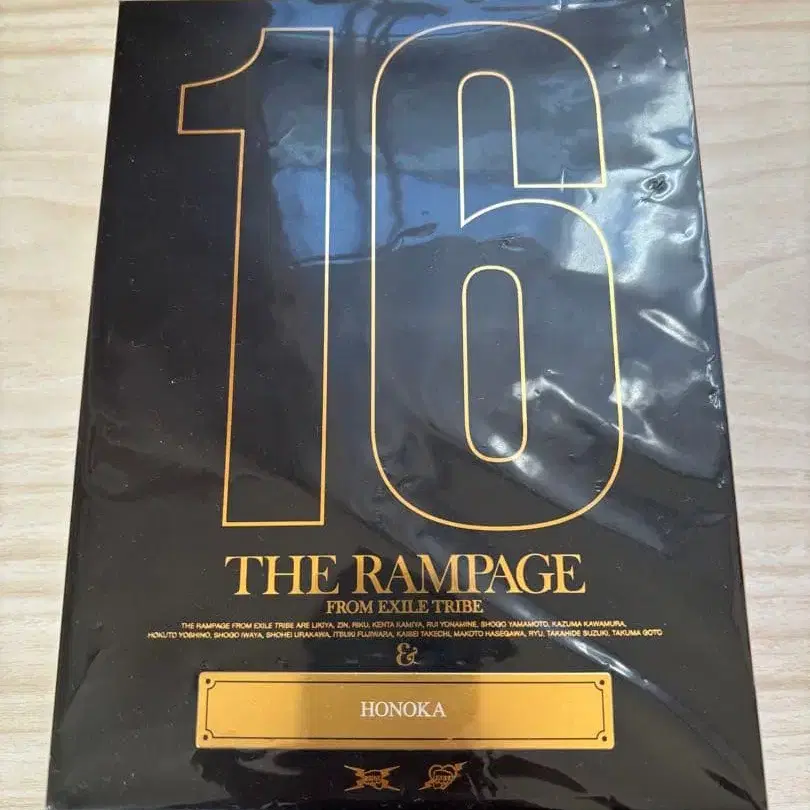 16
THE RAMPAGE
FROM EXILE TRIBE
THE RAMPAGE FROM EXILE TRIBE ARE LIKIYA, ZIN, RIKU, KENTA KAMIYA, RUI YONAMINE, SHOGO YAMAMOTO, KAZUMA KAWAMURA,
HOKUTO YOSHINO, SHOGO IWAYA, SHOHEI URAKAWA, ITSUKI FUJIWARA, KAISEI TAKECHI, MAKOTO HASEGAWA, RYU, TAKAHIDE SUZUKI, TAKUMA GOTO
&
HONOKA